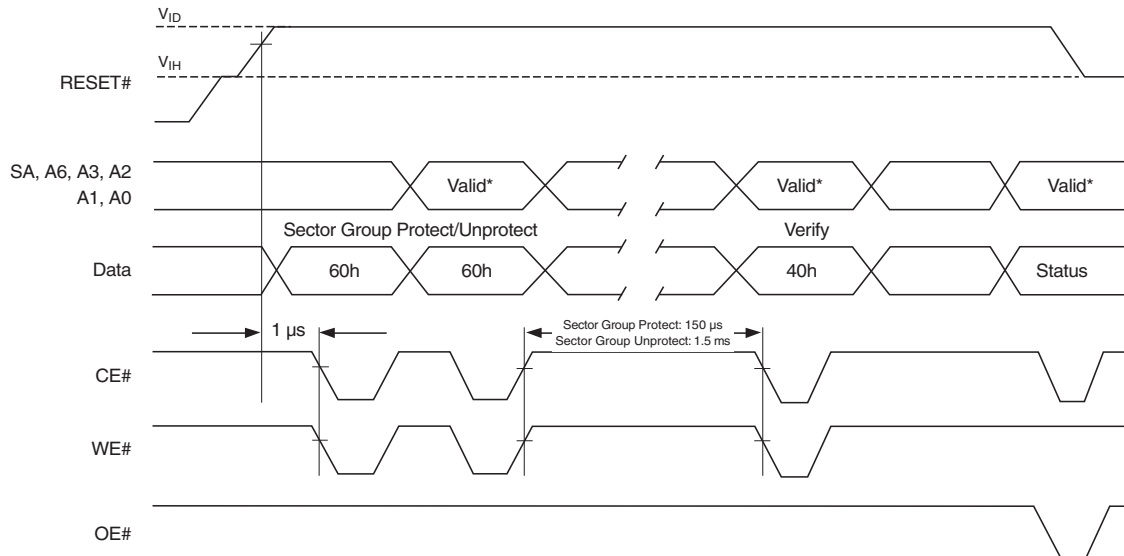 VID
VIH
RESET#
SA, A6, A3, A2
A1, A0
Valid*
Valid*
Valid*
Sector Group Protect/Unprotect
Verify
Data
60h
60h
40h
Status
1 µs
Sector Group Protect: 150 µs
Sector Group Unprotect: 1.5 ms
CE#
WE#
OE#